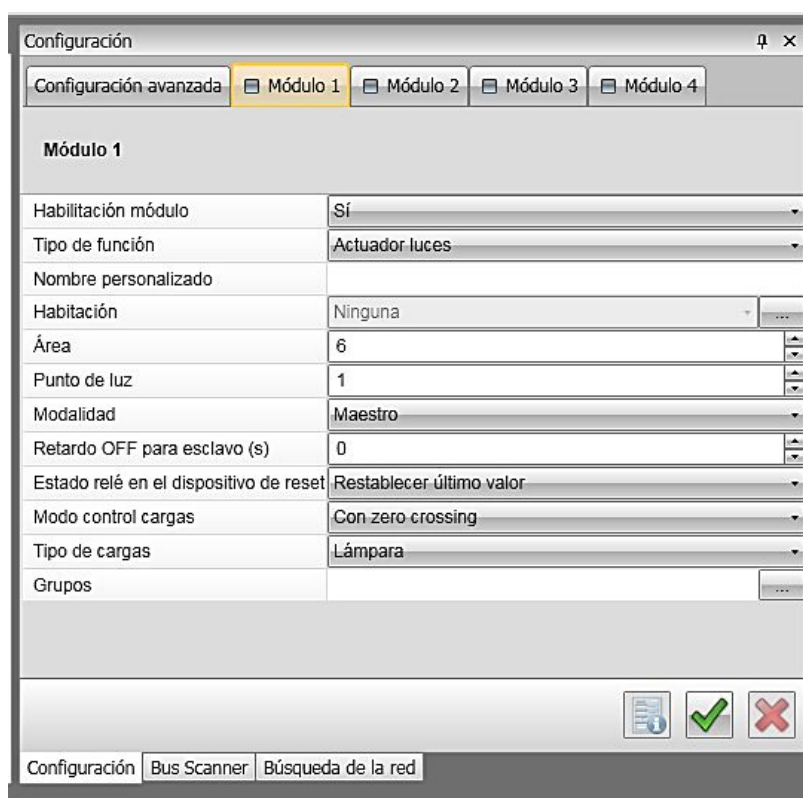 Configuración
Configuración avanzada Módulo 1 Módulo 2 Módulo 3 Módulo 4
Módulo 1
Habilitación módulo Sí
Tipo de función Actuador luces
Nombre personalizado
Habitación Ninguna ...
Área 6
Punto de luz 1
Modalidad Maestro
Retardo OFF para esclavo (s) 0
Estado relé en el dispositivo de reset Restablecer último valor
Modo control cargas Con zero crossing
Tipo de cargas Lámpara
Grupos ...
Configuración Bus Scanner Búsqueda de la red